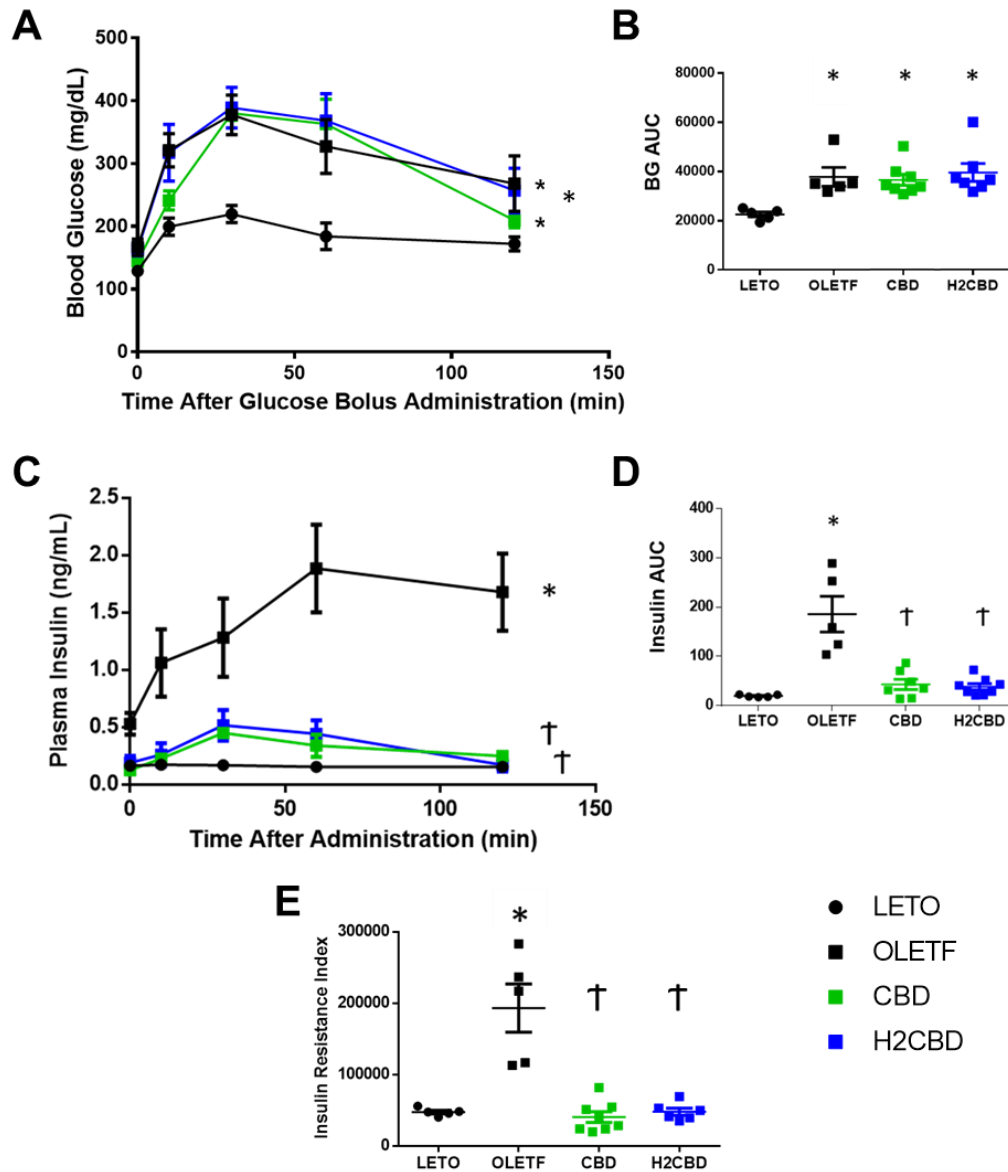 A
Blood Glucose (mg/dL)
500
400
300
200
100
0
0 50 100 150
Time After Glucose Bolus Administration (min)
*
*
*
B
BG AUC
80000
60000
40000
20000
0
* * *
LETO OLETF CBD H2CBD
C
Plasma Insulin (ng/mL)
2.5
2.0
1.5
1.0
0.5
0.0
0 50 100 150
Time After Administration (min)
*
†
†
D
Insulin AUC
400
300
200
100
0
* † †
LETO OLETF CBD H2CBD
E
Insulin Resistance Index
300000
200000
100000
0
* † †
LETO OLETF CBD H2CBD
LETO
OLETF
CBD
H2CBD